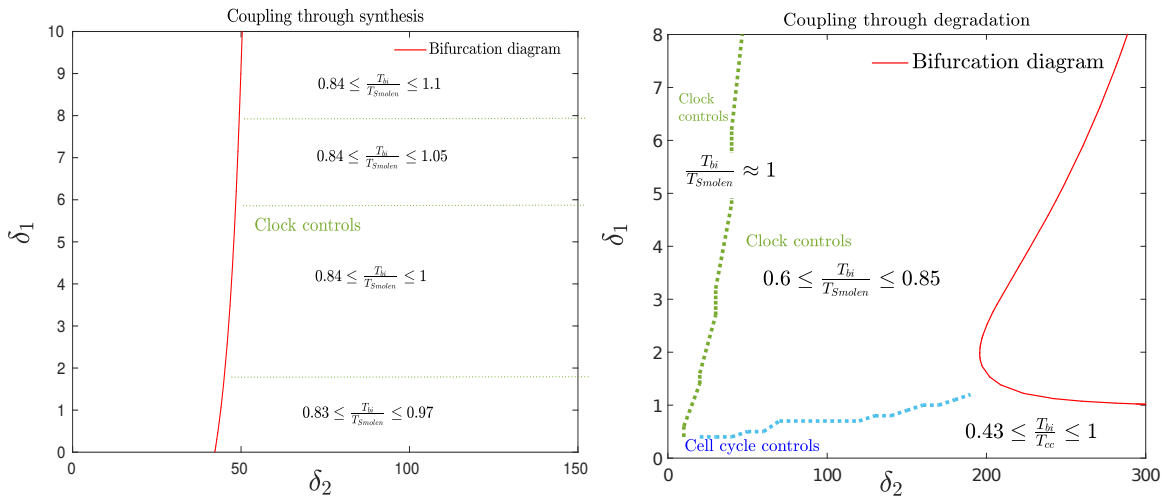 Coupling through synthesis
10
9
8
7
6
5
4
3
2
1
0
δ1
Bifurcation diagram
0.84 ≤ T_bi/T_Smolen ≤ 1.1
0.84 ≤ T_bi/T_Smolen ≤ 1.05
Clock controls
0.84 ≤ T_bi/T_Smolen ≤ 1
0.83 ≤ T_bi/T_Smolen ≤ 0.97
0 50 100 150
δ2
Coupling through degradation
8
7
6
5
4
3
2
1
0
δ1
Bifurcation diagram
Clock
controls
T_bi/T_Smolen ≈ 1
Clock controls
0.6 ≤ T_bi/T_Smolen ≤ 0.85
0.43 ≤ T_bi/T_cc ≤ 1
Cell cycle controls
0 100 200 300
δ2